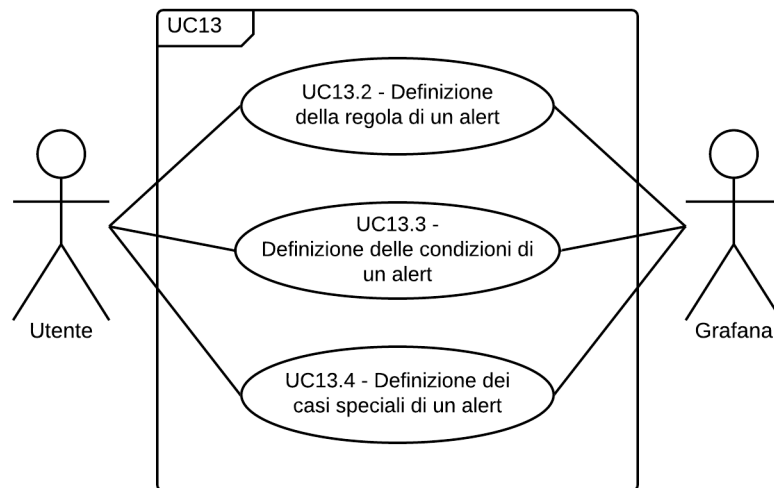 UC13
UC13.2 - Definizione
della regola di un alert
UC13.3 -
Definizione delle condizioni di
un alert
Utente
Grafana
UC13.4 - Definizione dei
casi speciali di un alert